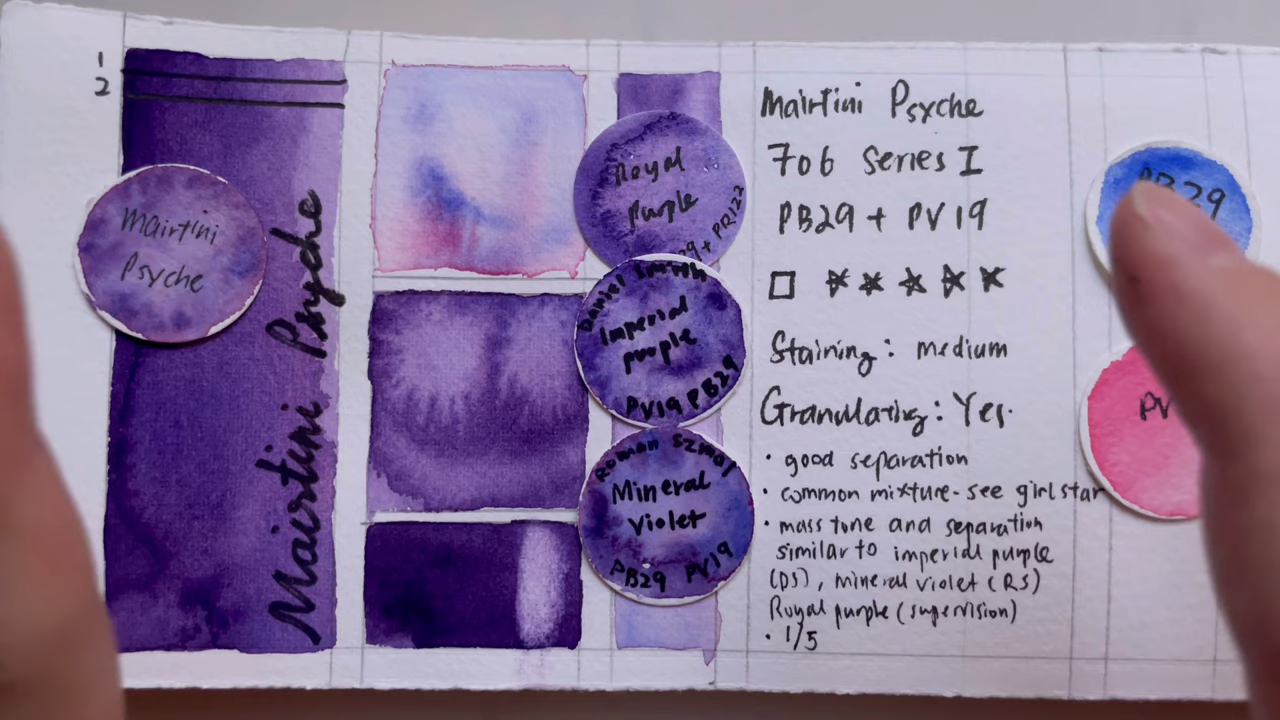 1
2
Mairtini
Psyche
Mairtini Psyche
Royal
Purple
+ PR122
Daniel Smith
Imperial
purple
PV19 PB29
Roman Szmal
Mineral
Violet
PB29 PV19
Mairtini Psyche
706 Series I
PB29 + PV19
□ ★★★★★
Staining: medium
Granulating: Yes.
• good separation
• common mixture - see girl star
• mass tone and separation
similar to imperial purple
(DS), mineral violet (RS)
Royal purple (supervision)
• 1/5
PB29
PV